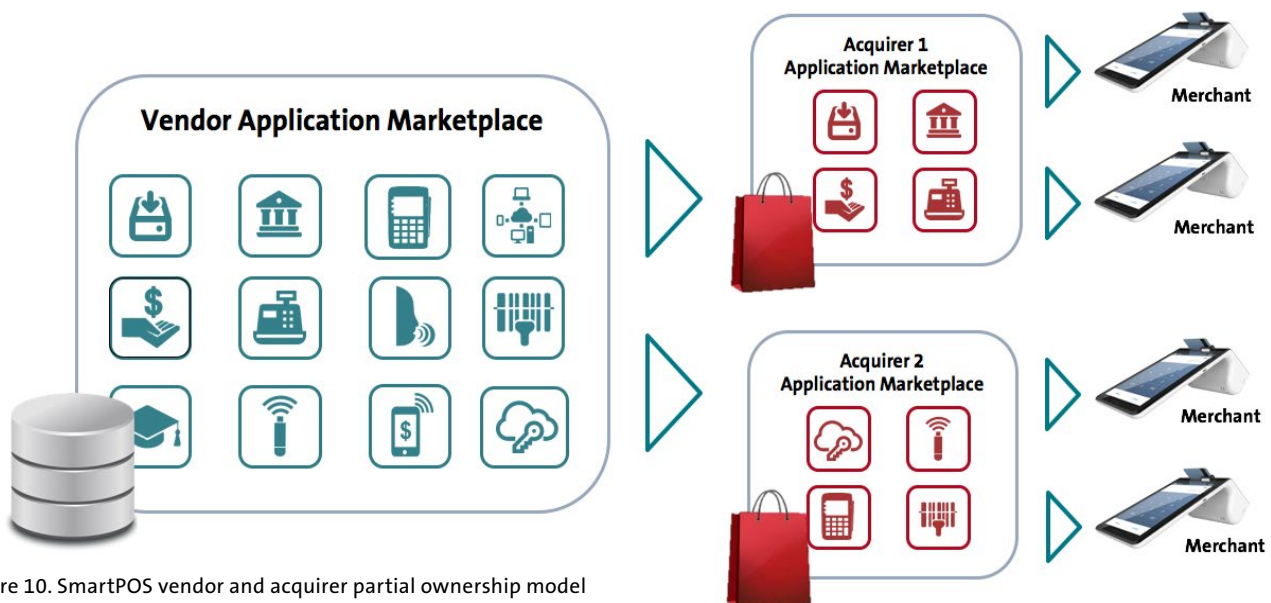 Vendor Application Marketplace
$
$
Acquirer 1
Application Marketplace
$
Merchant
Merchant
Acquirer 2
Application Marketplace
Merchant
Merchant
re 10. SmartPOS vendor and acquirer partial ownership model